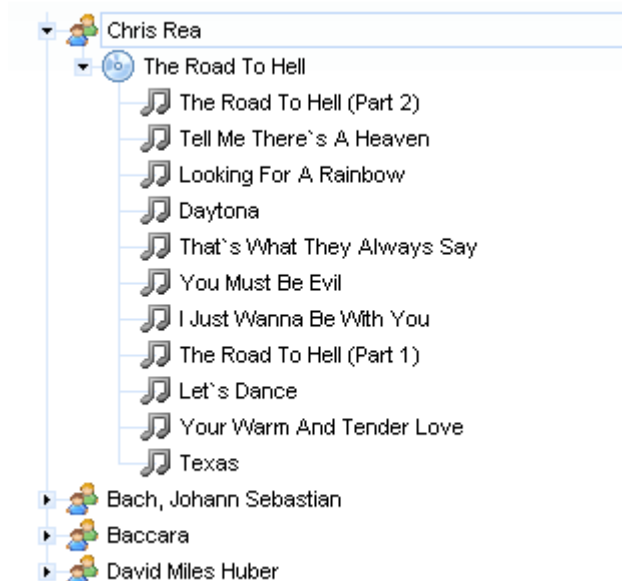 Chris Rea
The Road To Hell
The Road To Hell (Part 2)
Tell Me There`s A Heaven
Looking For A Rainbow
Daytona
That`s What They Always Say
You Must Be Evil
I Just Wanna Be With You
The Road To Hell (Part 1)
Let`s Dance
Your Warm And Tender Love
Texas
Bach, Johann Sebastian
Baccara
David Miles Huber